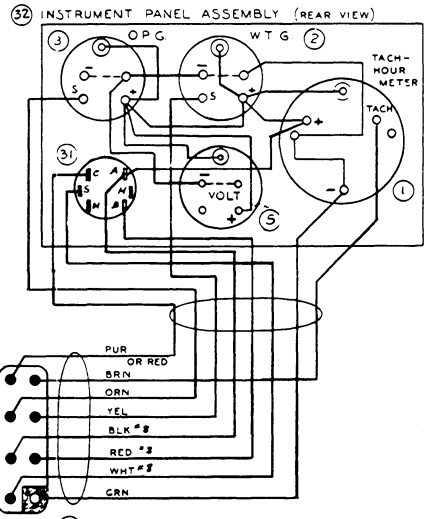 32 INSTRUMENT PANEL ASSEMBLY (REAR VIEW)
3 O.P.G. W.T.G. 2
TACH-
HOUR
METER
- - 
S + S + + TACH
31
C A
S H
H B
-
VOLT
+
5
-
1
PUR
OR RED
BRN
ORN
YEL
BLK #8
RED #8
WHT #8
GRN